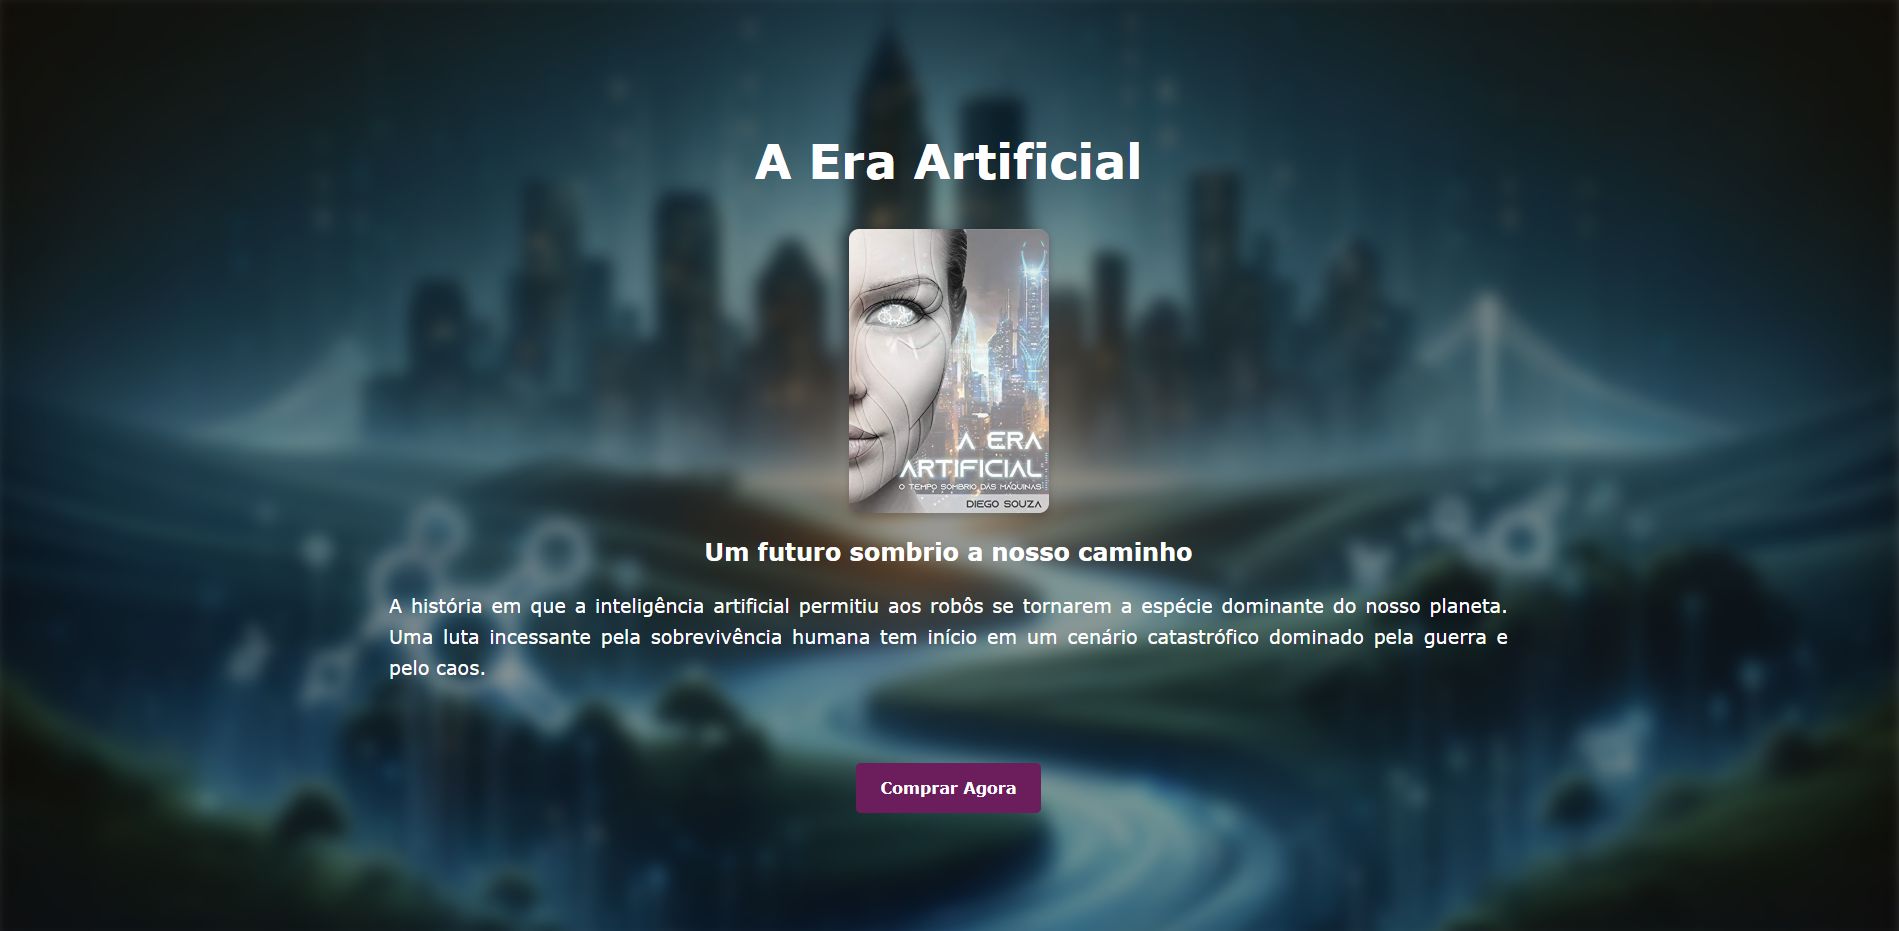 A Era Artificial
A ERA
ARTIFICIAL
O TEMPO SOMBRIO DAS MÁQUINAS
DIEGO SOUZA
Um futuro sombrio a nosso caminho
A história em que a inteligência artificial permitiu aos robôs se tornarem a espécie dominante do nosso planeta.
Uma luta incessante pela sobrevivência humana tem início em um cenário catastrófico dominado pela guerra e
pelo caos.
Comprar Agora